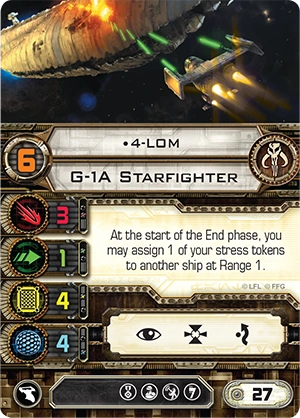 •4-LOM
6
G-1A STARFIGHTER
3
At the start of the End phase, you
may assign 1 of your stress tokens
to another ship at Range 1.
1
©LFL ©FFG
4
4
27